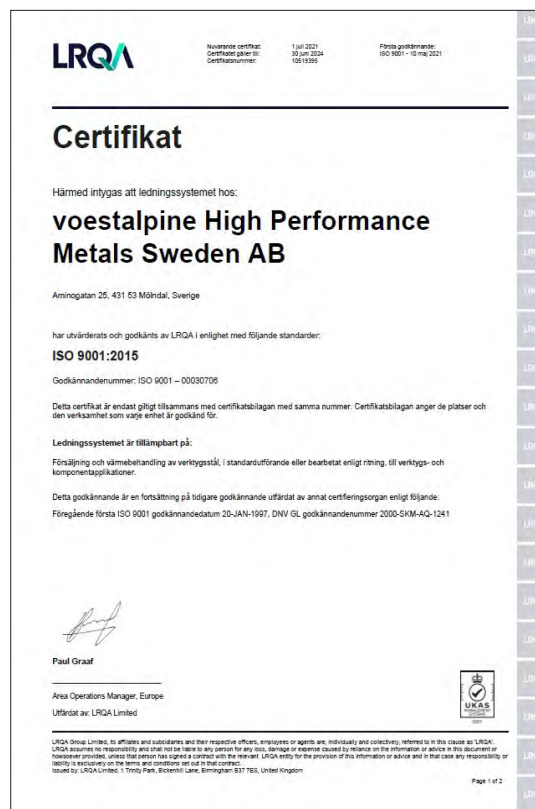 LRQA
Nuvarande certifikat: 1 juli 2021
Certifikatet gäller till: 30 juni 2024
Certifikatsnummer: 10519395
Första godkännande:
ISO 9001 - 10 maj 2021
Certifikat
Härmed intygas att ledningssystemet hos:
voestalpine High Performance
Metals Sweden AB
Aminogatan 25, 431 53 Mölndal, Sverige
har utvärderats och godkänts av LRQA i enlighet med följande standarder:
ISO 9001:2015
Godkännandenummer: ISO 9001 – 00030706
Detta certifikat är endast giltigt tillsammans med certifikatsbilagan med samma nummer. Certifikatsbilagan anger de platser och
den verksamhet som varje enhet är godkänd för.
Ledningssystemet är tillämpbart på:
Försäljning och värmebehandling av verktygsstål, i standardutförande eller bearbetat enligt ritning, till verktygs- och
komponentapplikationer.
Detta godkännande är en fortsättning på tidigare godkännande utfärdat av annat certifieringsorgan enligt följande:
Föregående första ISO 9001 godkännandedatum 20-JAN-1997, DNV GL godkännandenummer 2000-SKM-AQ-1241
Paul Graaf
Area Operations Manager, Europe
Utfärdat av: LRQA Limited
UKAS
MANAGEMENT
SYSTEMS
0001
LRQA Group Limited, its affiliates and subsidiaries and their respective officers, employees or agents are, individually and collectively, referred to in this clause as 'LRQA'.
LRQA assumes no responsibility and shall not be liable to any person for any loss, damage or expense caused by reliance on the information or advice in this document or
howsoever provided, unless that person has signed a contract with the relevant LRQA entity for the provision of this information or advice and in that case any responsibility or
liability is exclusively on the terms and conditions set out in that contract.
Issued by: LRQA Limited, 1 Trinity Park, Bickenhill Lane, Birmingham B37 7ES, United Kingdom
Page 1 of 2